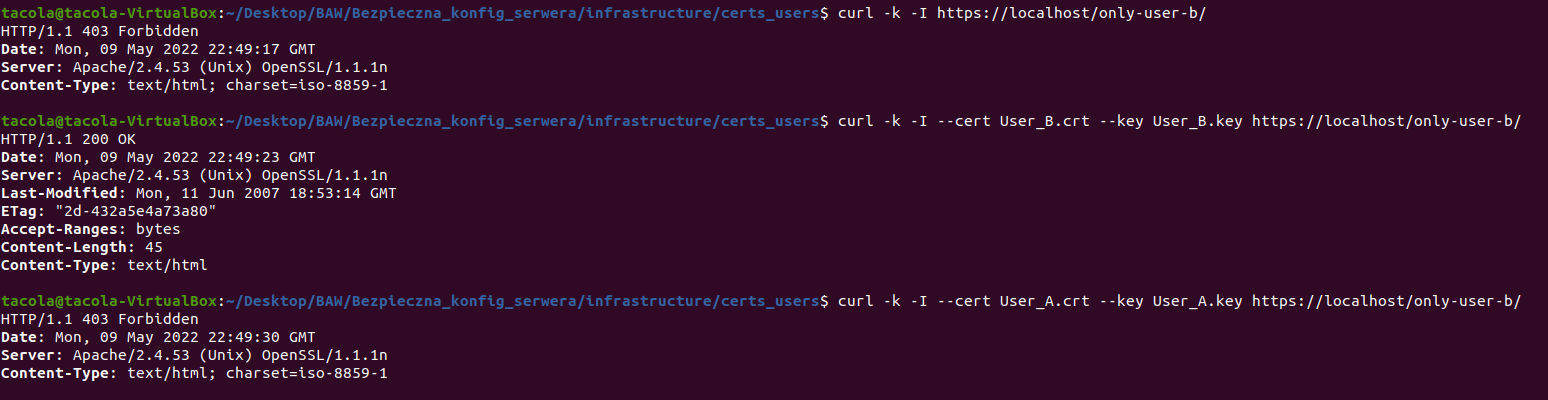 tacola@tacola-VirtualBox:~/Desktop/BAW/Bezpieczna_konfig_serwera/infrastructure/certs_users$ curl -k -I https://localhost/only-user-b/
HTTP/1.1 403 Forbidden
Date: Mon, 09 May 2022 22:49:17 GMT
Server: Apache/2.4.53 (Unix) OpenSSL/1.1.1n
Content-Type: text/html; charset=iso-8859-1

tacola@tacola-VirtualBox:~/Desktop/BAW/Bezpieczna_konfig_serwera/infrastructure/certs_users$ curl -k -I --cert User_B.crt --key User_B.key https://localhost/only-user-b/
HTTP/1.1 200 OK
Date: Mon, 09 May 2022 22:49:23 GMT
Server: Apache/2.4.53 (Unix) OpenSSL/1.1.1n
Last-Modified: Mon, 11 Jun 2007 18:53:14 GMT
ETag: "2d-432a5e4a73a80"
Accept-Ranges: bytes
Content-Length: 45
Content-Type: text/html

tacola@tacola-VirtualBox:~/Desktop/BAW/Bezpieczna_konfig_serwera/infrastructure/certs_users$ curl -k -I --cert User_A.crt --key User_A.key https://localhost/only-user-b/
HTTP/1.1 403 Forbidden
Date: Mon, 09 May 2022 22:49:30 GMT
Server: Apache/2.4.53 (Unix) OpenSSL/1.1.1n
Content-Type: text/html; charset=iso-8859-1